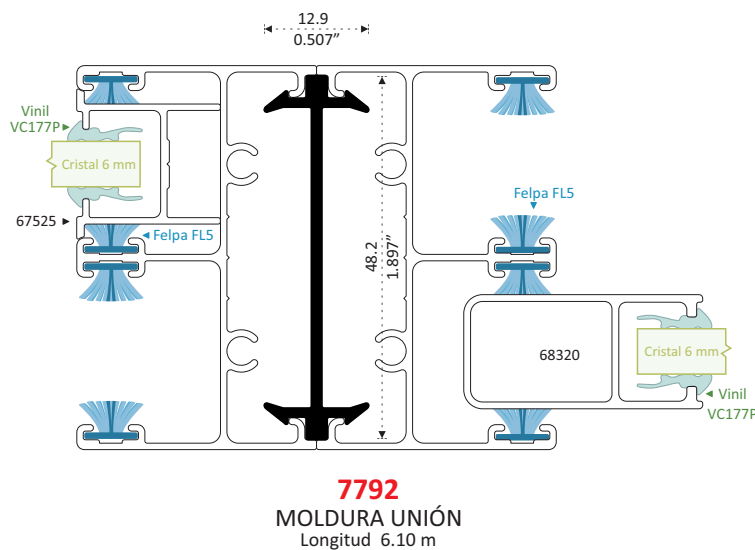 12.9
0.507”
Vinil
VC177P
Cristal 6 mm
67525
Felpa FL5
Felpa FL5
48.2
1.897”
68320
Cristal 6 mm
Vinil
VC177P
7792
MOLDURA UNIÓN
Longitud 6.10 m